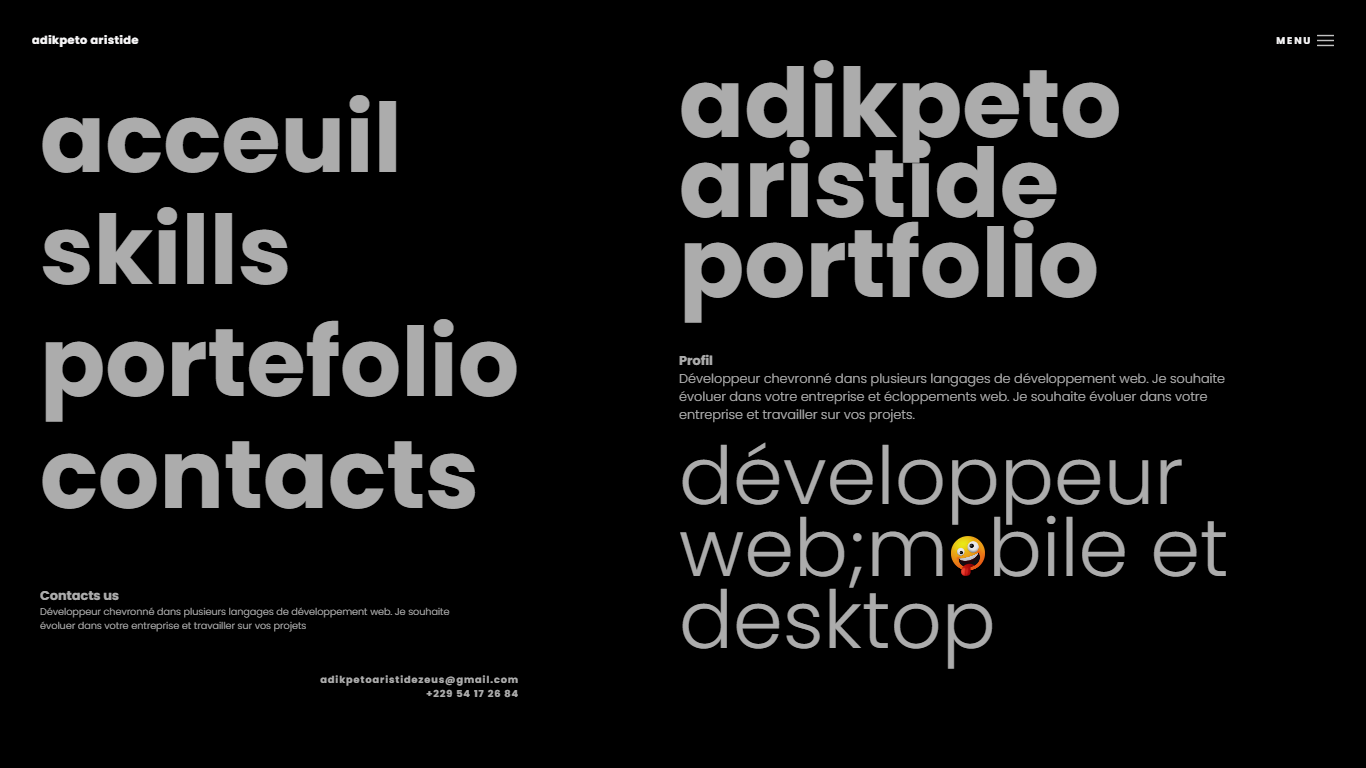 adikpeto aristide
MENU
acceuil
skills
portefolio
contacts
Contacts us
Développeur chevronné dans plusieurs langages de développement web. Je souhaite
évoluer dans votre entreprise et travailler sur vos projets
adikpetoaristidezeus@gmail.com
+229 54 17 26 84
adikpeto
aristide
portfolio
Profil
Développeur chevronné dans plusieurs langages de développement web. Je souhaite
évoluer dans votre entreprise et écloppements web. Je souhaite évoluer dans votre
entreprise et travailler sur vos projets.
développeur
web;m🤪bile et
desktop